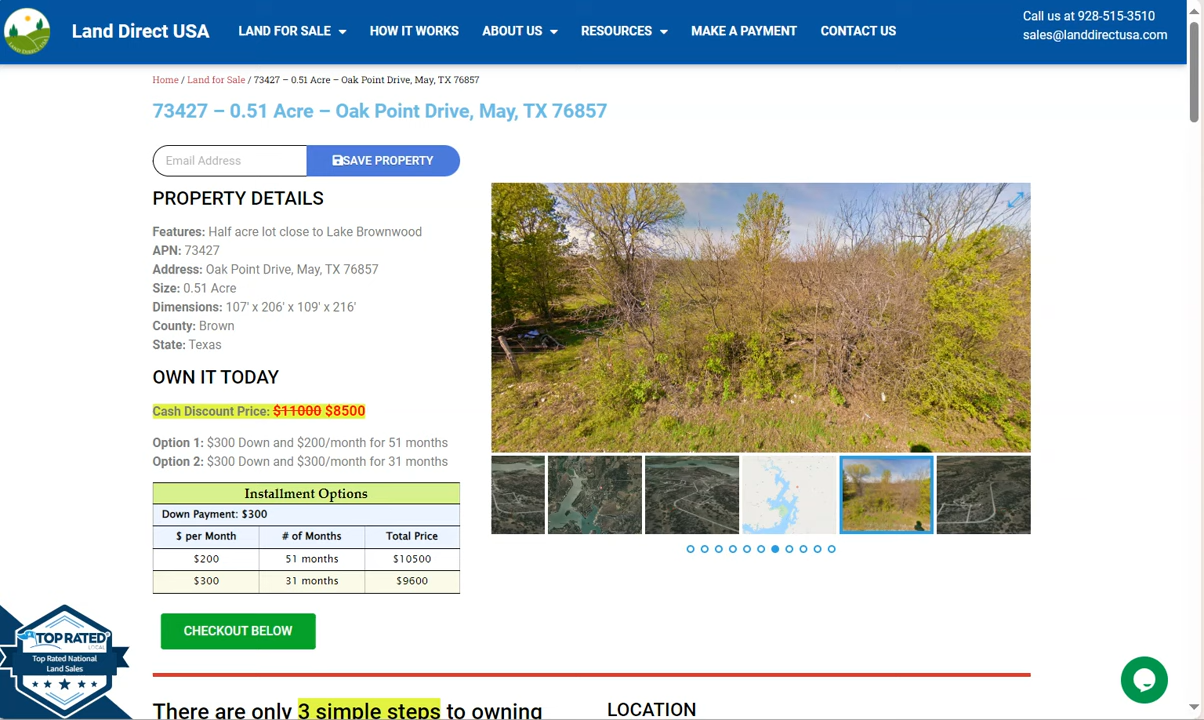 Land Direct USA
LAND FOR SALE
HOW IT WORKS
ABOUT US
RESOURCES
MAKE A PAYMENT
CONTACT US
Call us at 928-515-3510
sales@landdirectusa.com
Home / Land for Sale / 73427 – 0.51 Acre – Oak Point Drive, May, TX 76857
73427 – 0.51 Acre – Oak Point Drive, May, TX 76857
Email Address
SAVE PROPERTY
PROPERTY DETAILS
Features: Half acre lot close to Lake Brownwood
APN: 73427
Address: Oak Point Drive, May, TX 76857
Size: 0.51 Acre
Dimensions: 107' x 206' x 109' x 216'
County: Brown
State: Texas
OWN IT TODAY
Cash Discount Price: $11000 $8500
Option 1: $300 Down and $200/month for 51 months
Option 2: $300 Down and $300/month for 31 months
Installment Options
Down Payment: $300
$ per Month # of Months Total Price
$200 51 months $10500
$300 31 months $9600
CHECKOUT BELOW
TOP RATED
LOCAL
Top Rated National
Land Sales
There are only 3 simple steps to owning
LOCATION